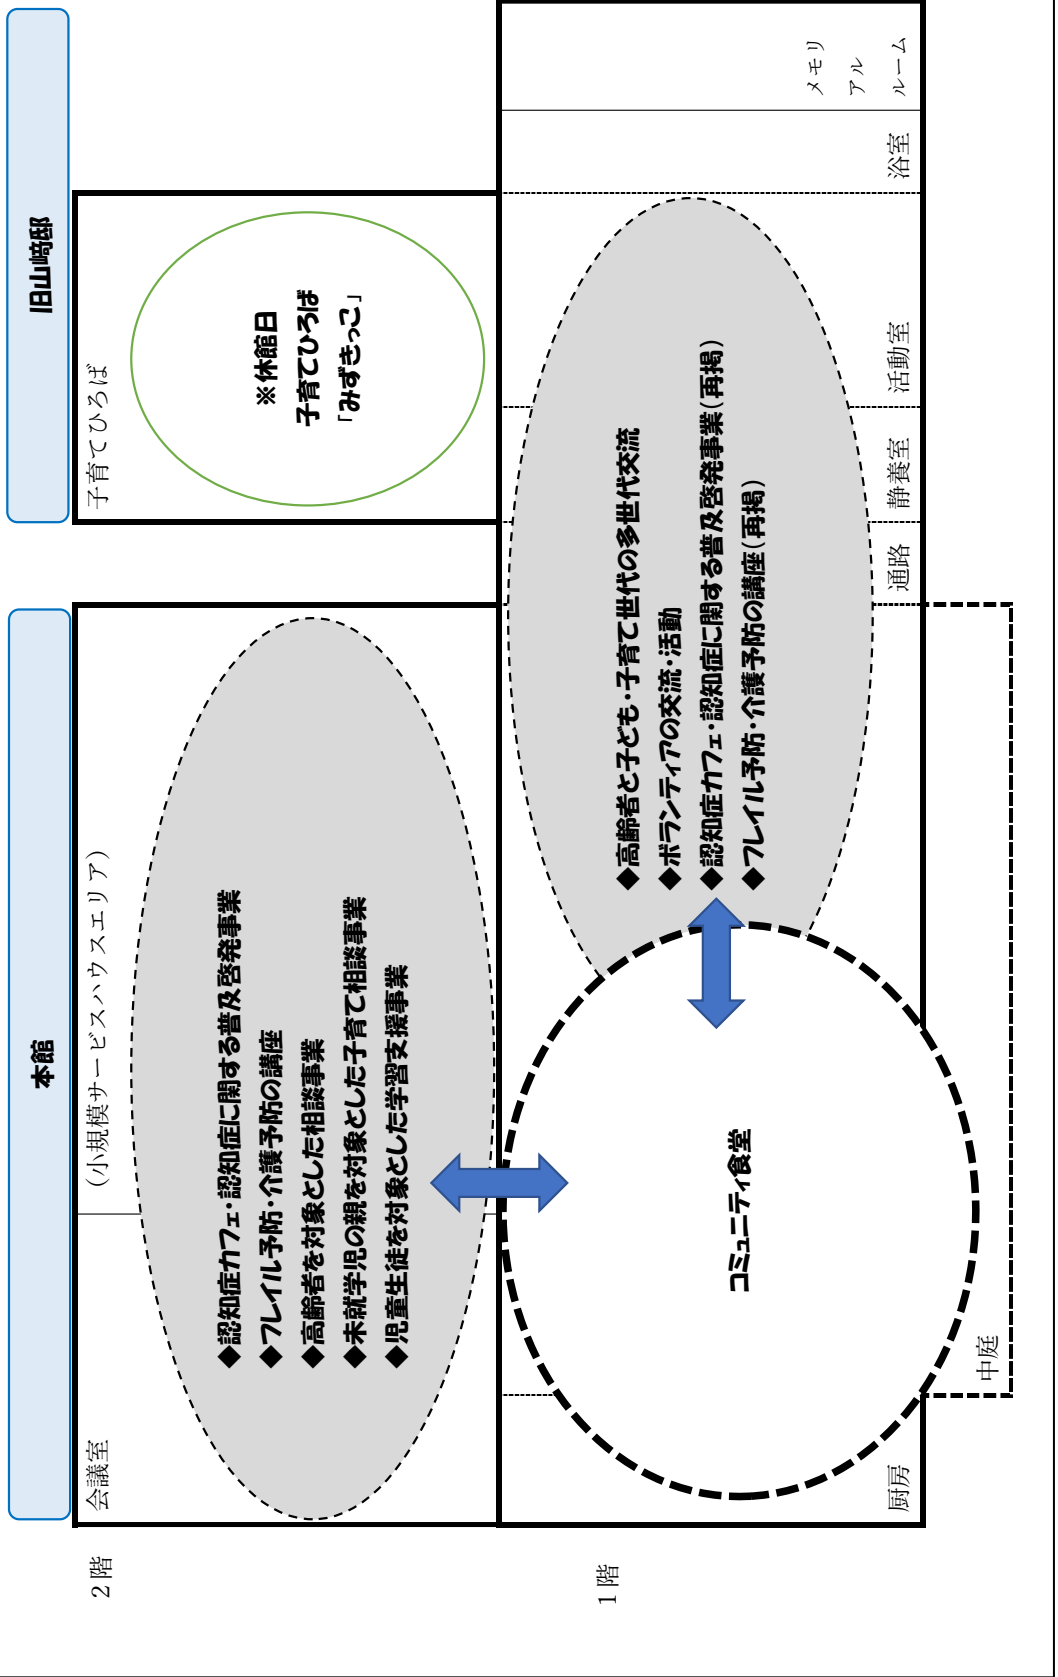 本館
旧山﨑邸
2階
会議室
(小規模サービスハウスエリア)
◆認知症カフェ・認知症に関する普及啓発事業
◆フレイル予防・介護予防の講座
◆高齢者を対象とした相談事業
◆未就学児の親を対象とした子育て相談事業
◆児童生徒を対象とした学習支援事業
子育てひろば
※休館日
子育てひろば
「みずきっこ」
1階
コミュニティ食堂
◆高齢者と子ども・子育て世代の多世代交流
◆ボランティアの交流・活動
◆認知症カフェ・認知症に関する普及啓発事業(再掲)
◆フレイル予防・介護予防の講座(再掲)
厨房
中庭
通路
静養室
活動室
浴室
メモリ
アル
ルーム